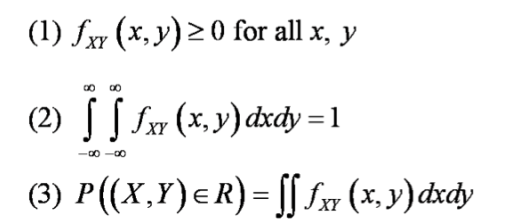 (1) f_XY (x, y) ≥ 0 for all x, y
(2) ∫_{-∞}^{∞} ∫_{-∞}^{∞} f_XY (x, y) dxdy = 1
(3) P((X,Y) ∈ R) = ∬ f_XY (x, y) dxdy